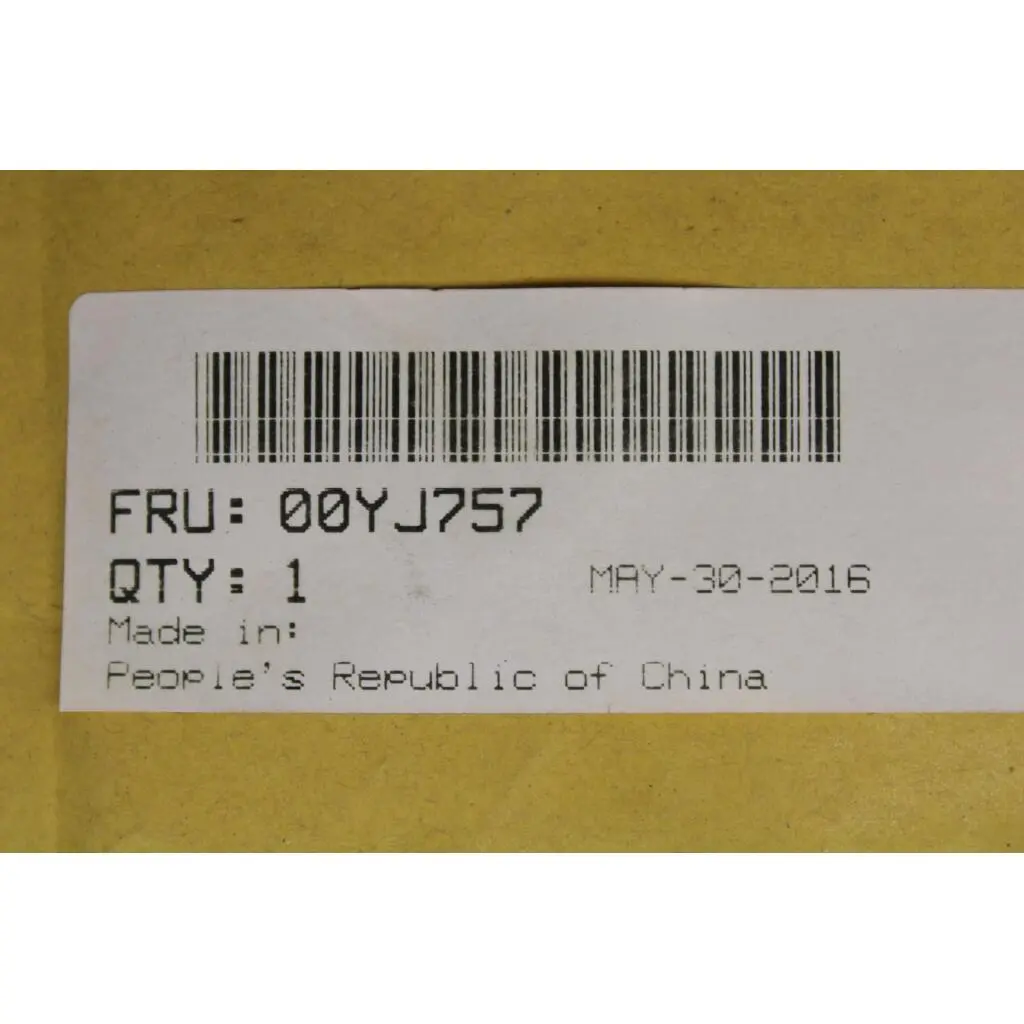 FRU: 00YJ757
QTY: 1 MAY-30-2016
Made in:
People's Republic of China